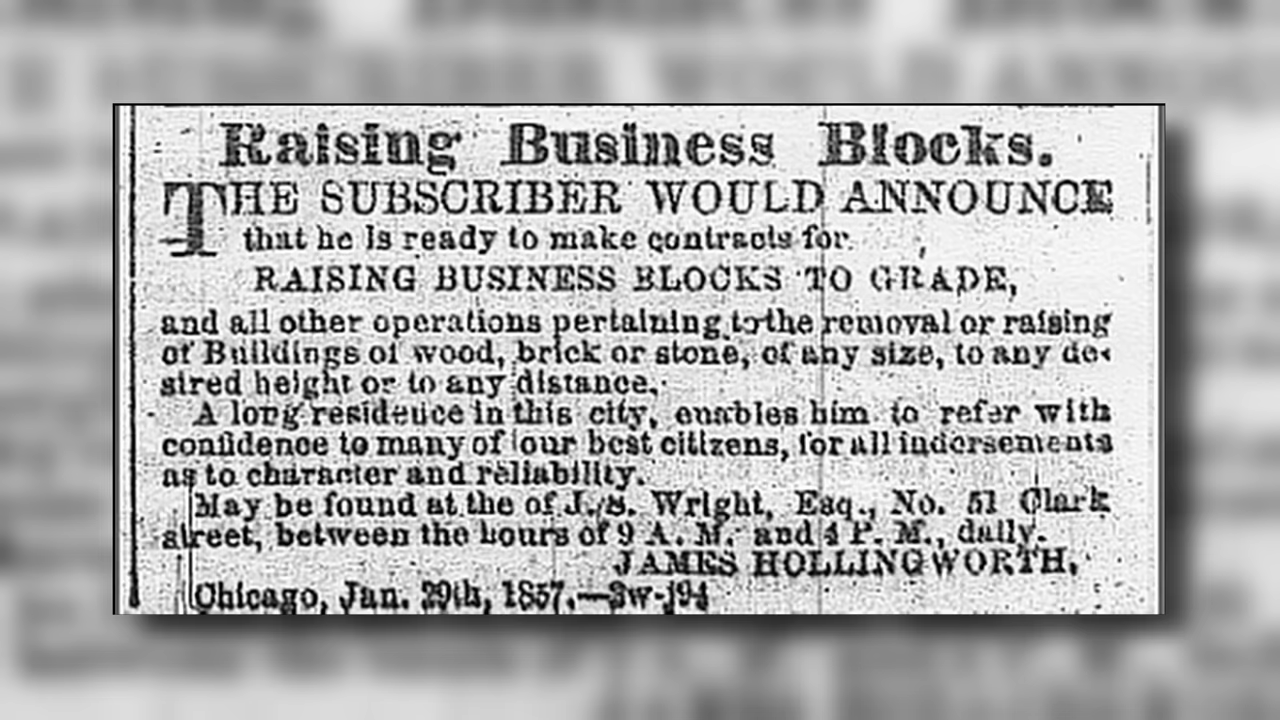 Raising Business Blocks.
THE SUBSCRIBER WOULD ANNOUNCE
that he is ready to make contracts for
RAISING BUSINESS BLOCKS TO GRADE,
and all other operations pertaining to the removal or raising
of Buildings of wood, brick or stone, of any size, to any de-
sired height or to any distance.
A long residence in this city, enables him to refer with
confidence to many of our best citizens, for all indorsements
as to character and reliability.
May be found at the of J. S. Wright, Esq., No. 51 Clark
street, between the hours of 9 A. M. and 4 P. M., daily.
JAMES HOLLINGWORTH.
Chicago, Jan. 29th, 1857.—